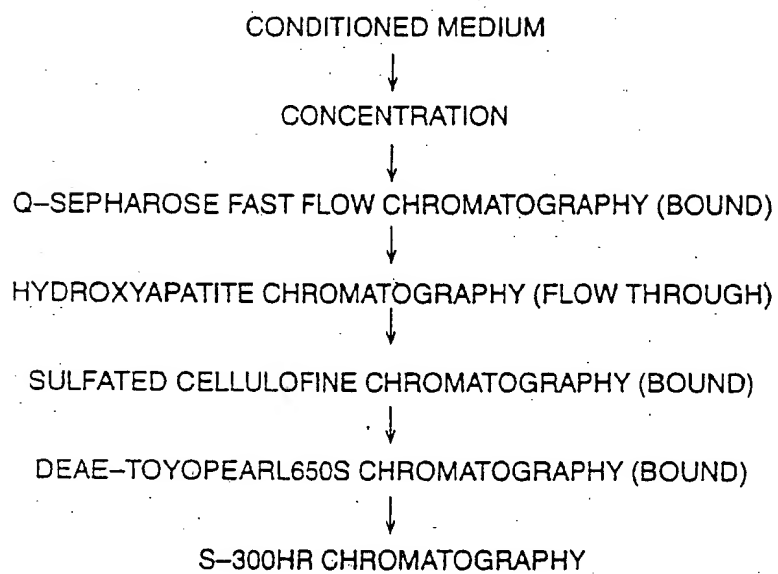 CONDITIONED MEDIUM
CONCENTRATION
Q–SEPHAROSE FAST FLOW CHROMATOGRAPHY (BOUND)
HYDROXYAPATITE CHROMATOGRAPHY (FLOW THROUGH)
SULFATED CELLULOFINE CHROMATOGRAPHY (BOUND)
DEAE–TOYOPEARL650S CHROMATOGRAPHY (BOUND)
S–300HR CHROMATOGRAPHY